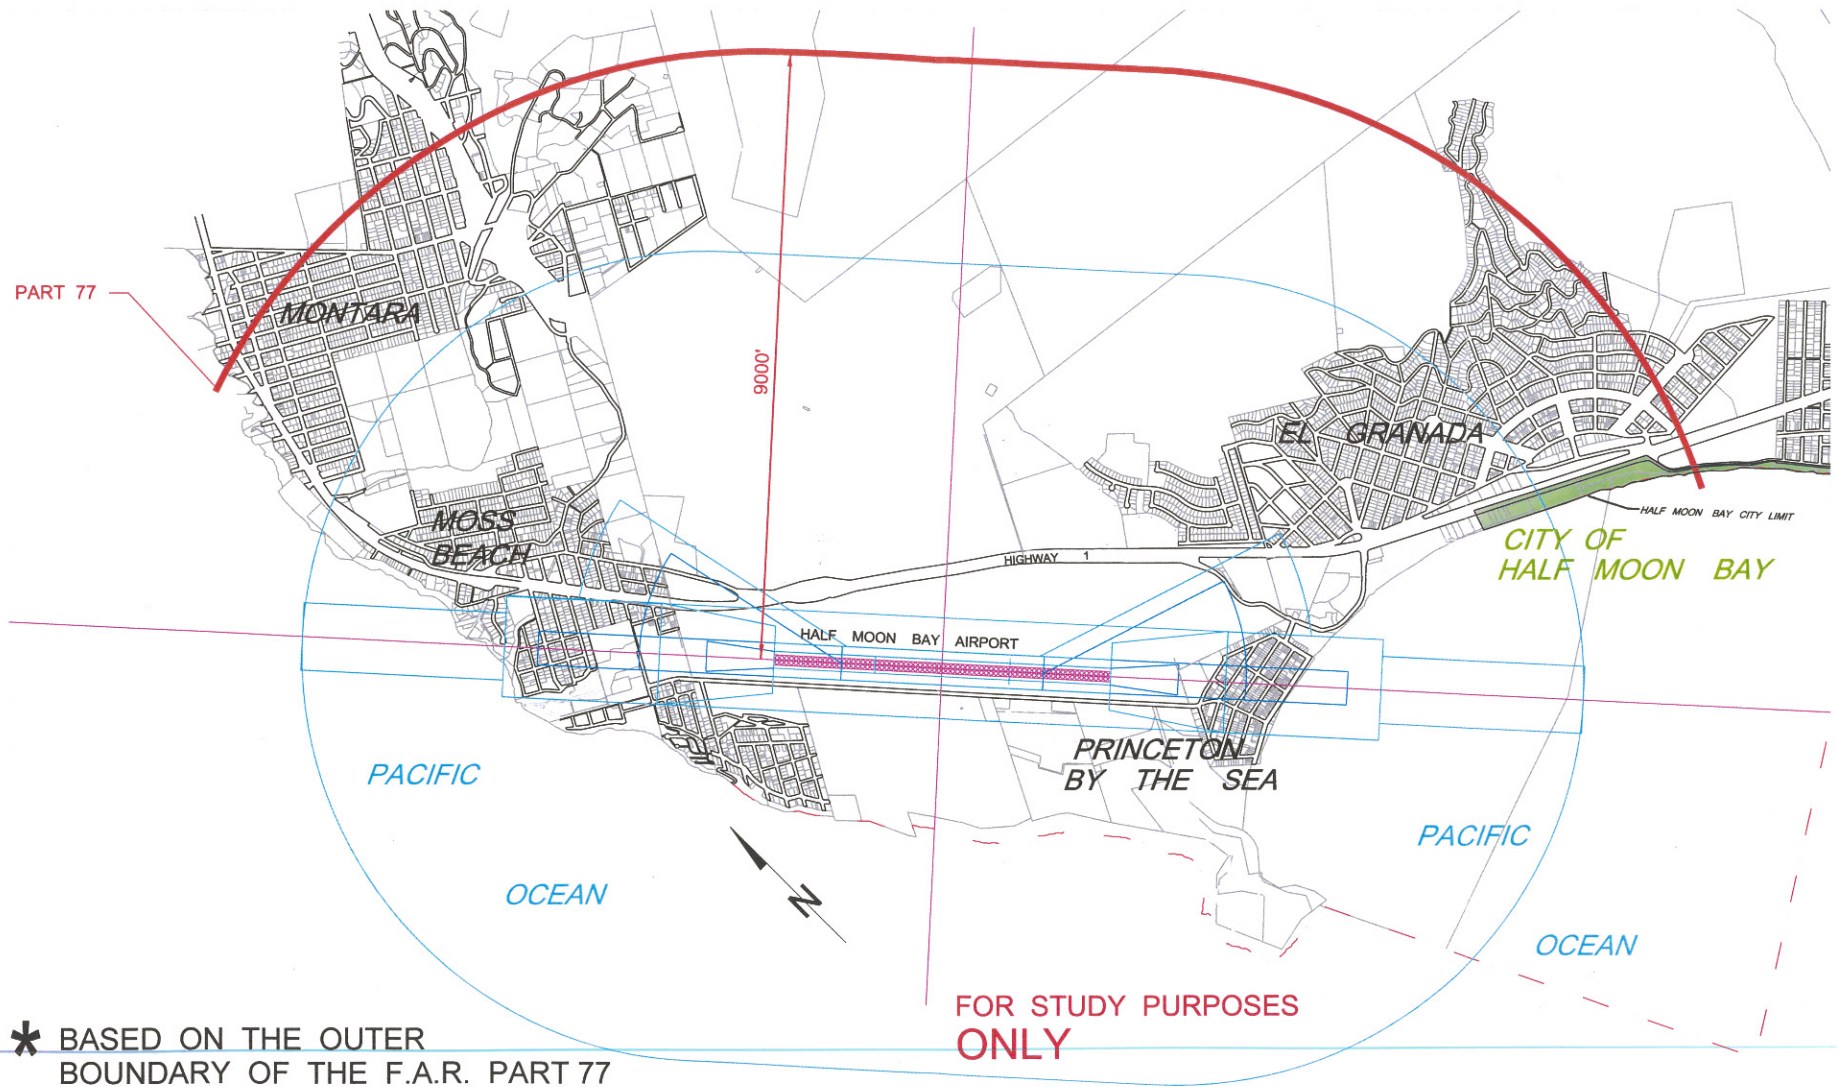 PART 77
MONTARA
9000'
EL GRANADA
MOSS
BEACH
HIGHWAY 1
HALF MOON BAY CITY LIMIT
CITY OF
HALF MOON BAY
HALF MOON BAY AIRPORT
PRINCETON
BY THE SEA
PACIFIC
OCEAN
N
PACIFIC
OCEAN
FOR STUDY PURPOSES
ONLY
* BASED ON THE OUTER
BOUNDARY OF THE F.A.R. PART 77